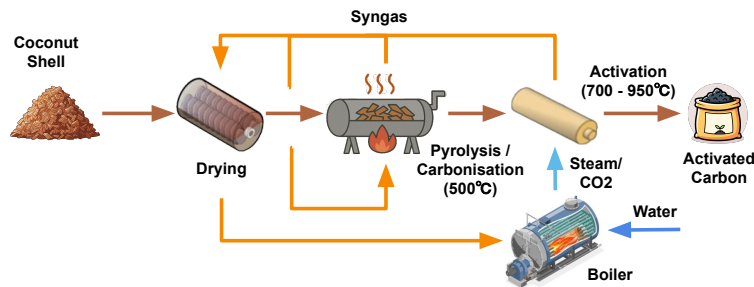 Syngas
Coconut
Shell
Activation
(700 - 950℃)
Drying
Pyrolysis /
Carbonisation
(500℃)
Steam/
CO2
Activated
Carbon
Water
Boiler